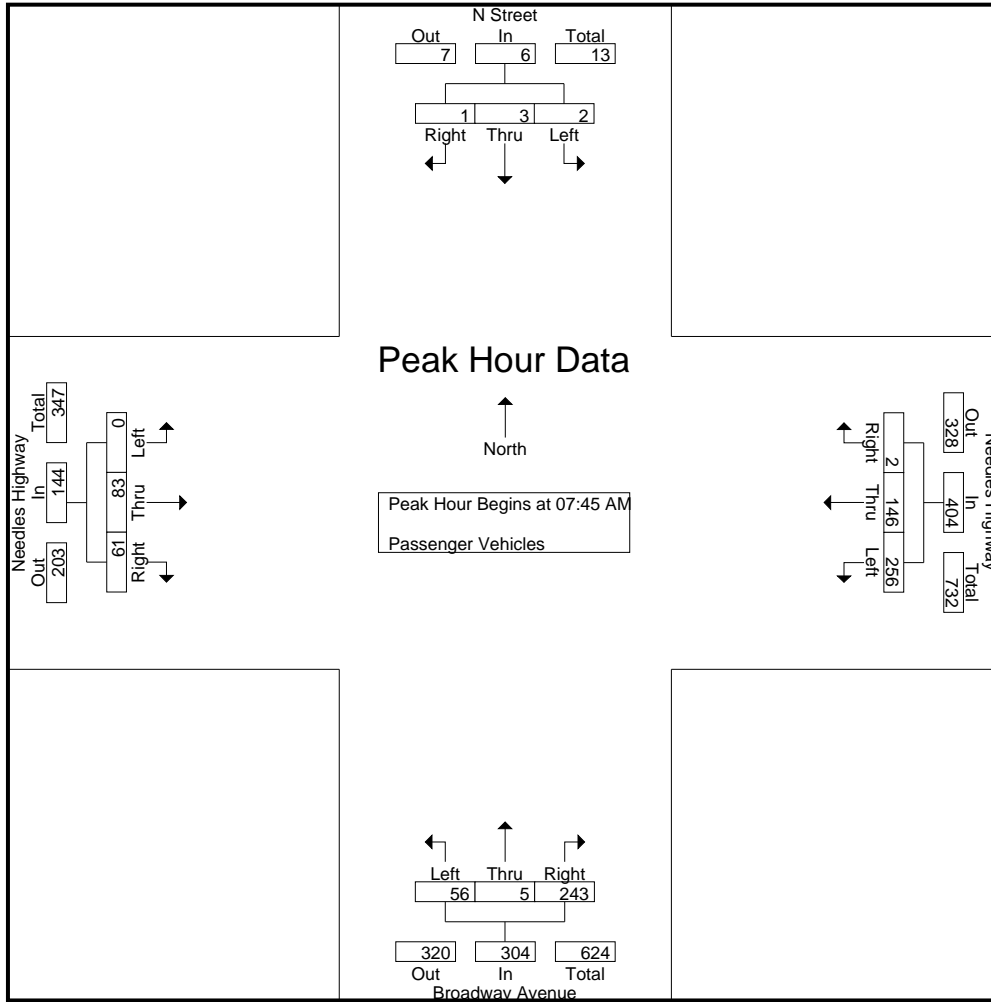 N Street
Out In Total
7 6 13
1 3 2
Right Thru Left
Peak Hour Data
North
Peak Hour Begins at 07:45 AM
Passenger Vehicles
Needles Highway
Total In Out
347 144 203
0 83 61
Left Thru Right
Right Thru Left
2 146 256
328 404 732
Out In Total
Needles Highway
Left Thru Right
56 5 243
320 304 624
Out In Total
Broadway Avenue